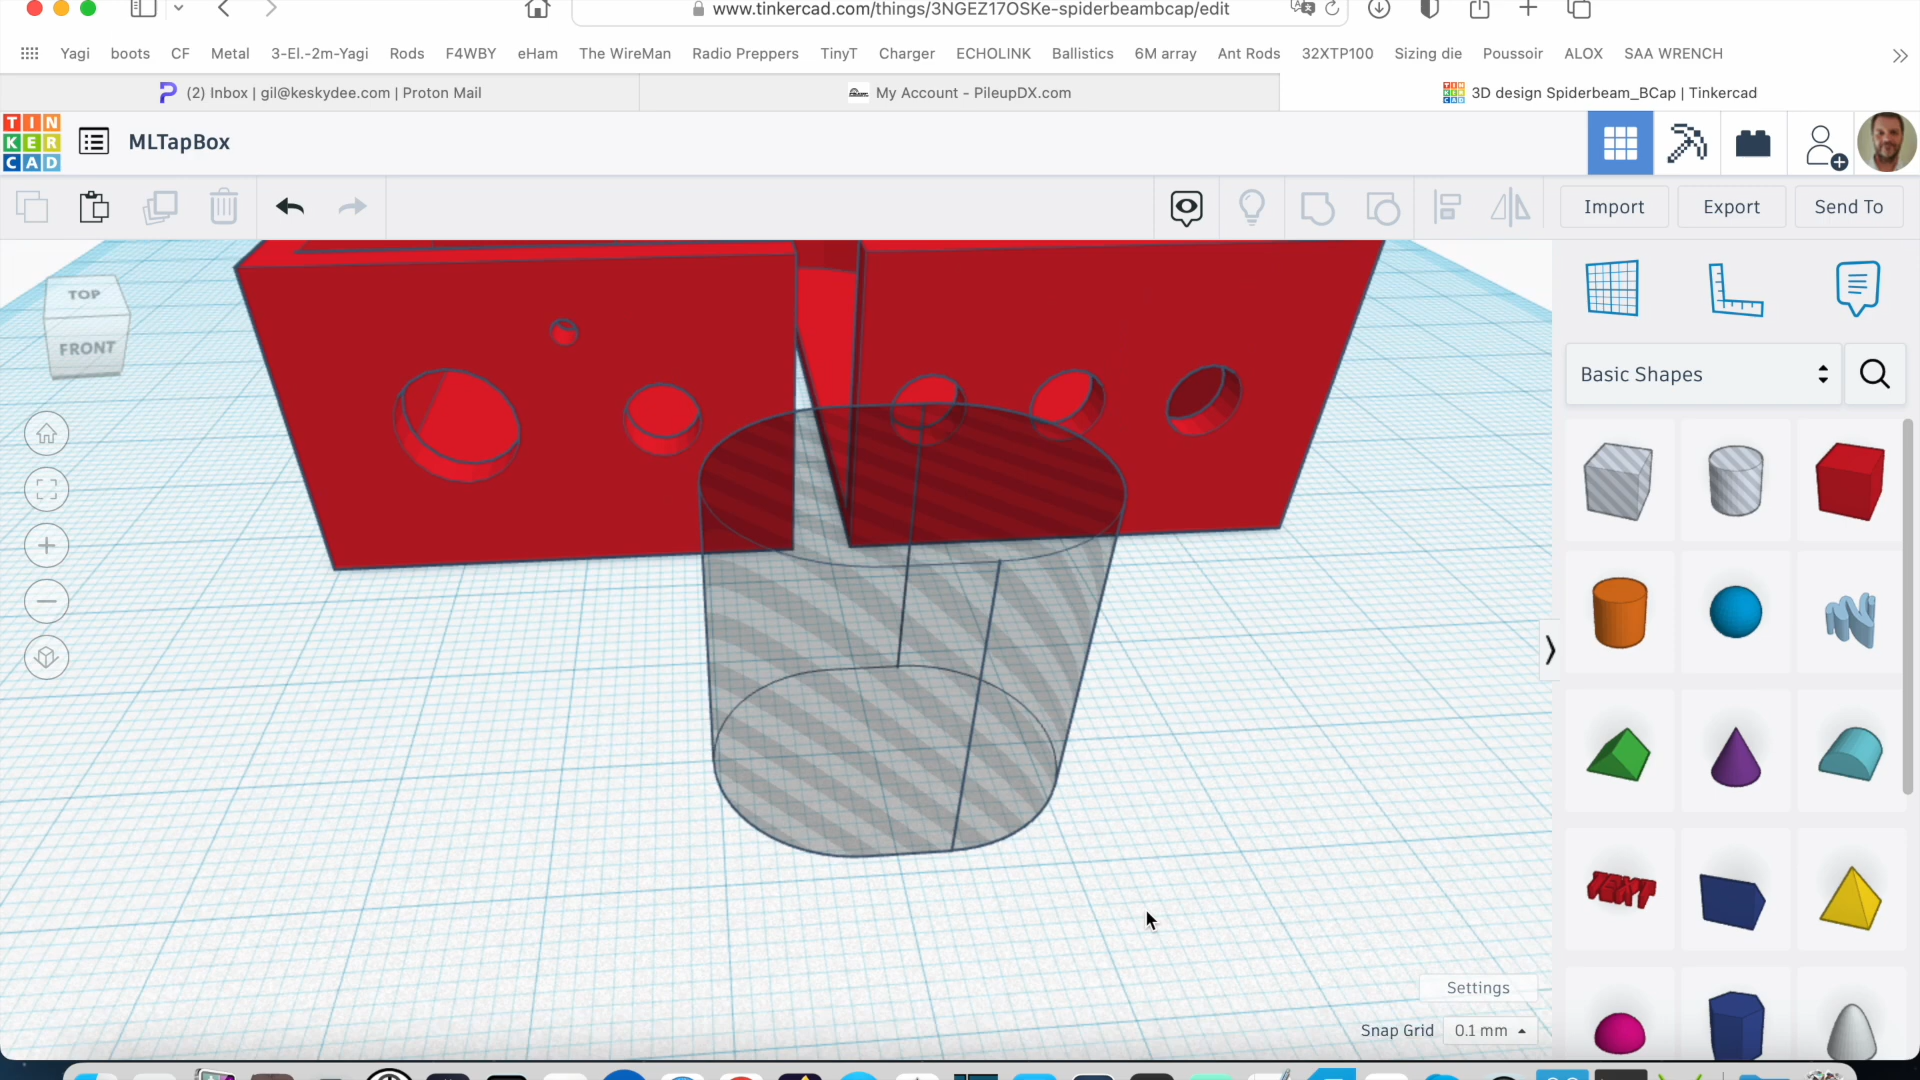 www.tinkercad.com/things/3NGEZ17OSKe-spiderbeambcap/edit
Yagi boots CF Metal 3-El.-2m-Yagi Rods F4WBY eHam The WireMan Radio Preppers TinyT Charger ECHOLINK Ballistics 6M array Ant Rods 32XTP100 Sizing die Poussoir ALOX SAA WRENCH
(2) Inbox | gil@keskydee.com | Proton Mail
My Account - PileupDX.com
3D design Spiderbeam_BCap | Tinkercad
TIN
KER
CAD
MLTapBox
Import
Export
Send To
TOP
FRONT
Basic Shapes
TEXT
Settings
Snap Grid 0.1 mm